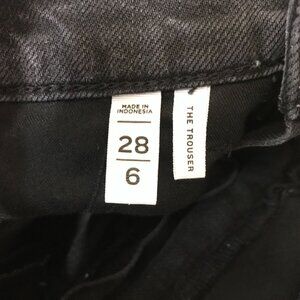 MADE IN
INDONESIA
28
6
THE TROUSER